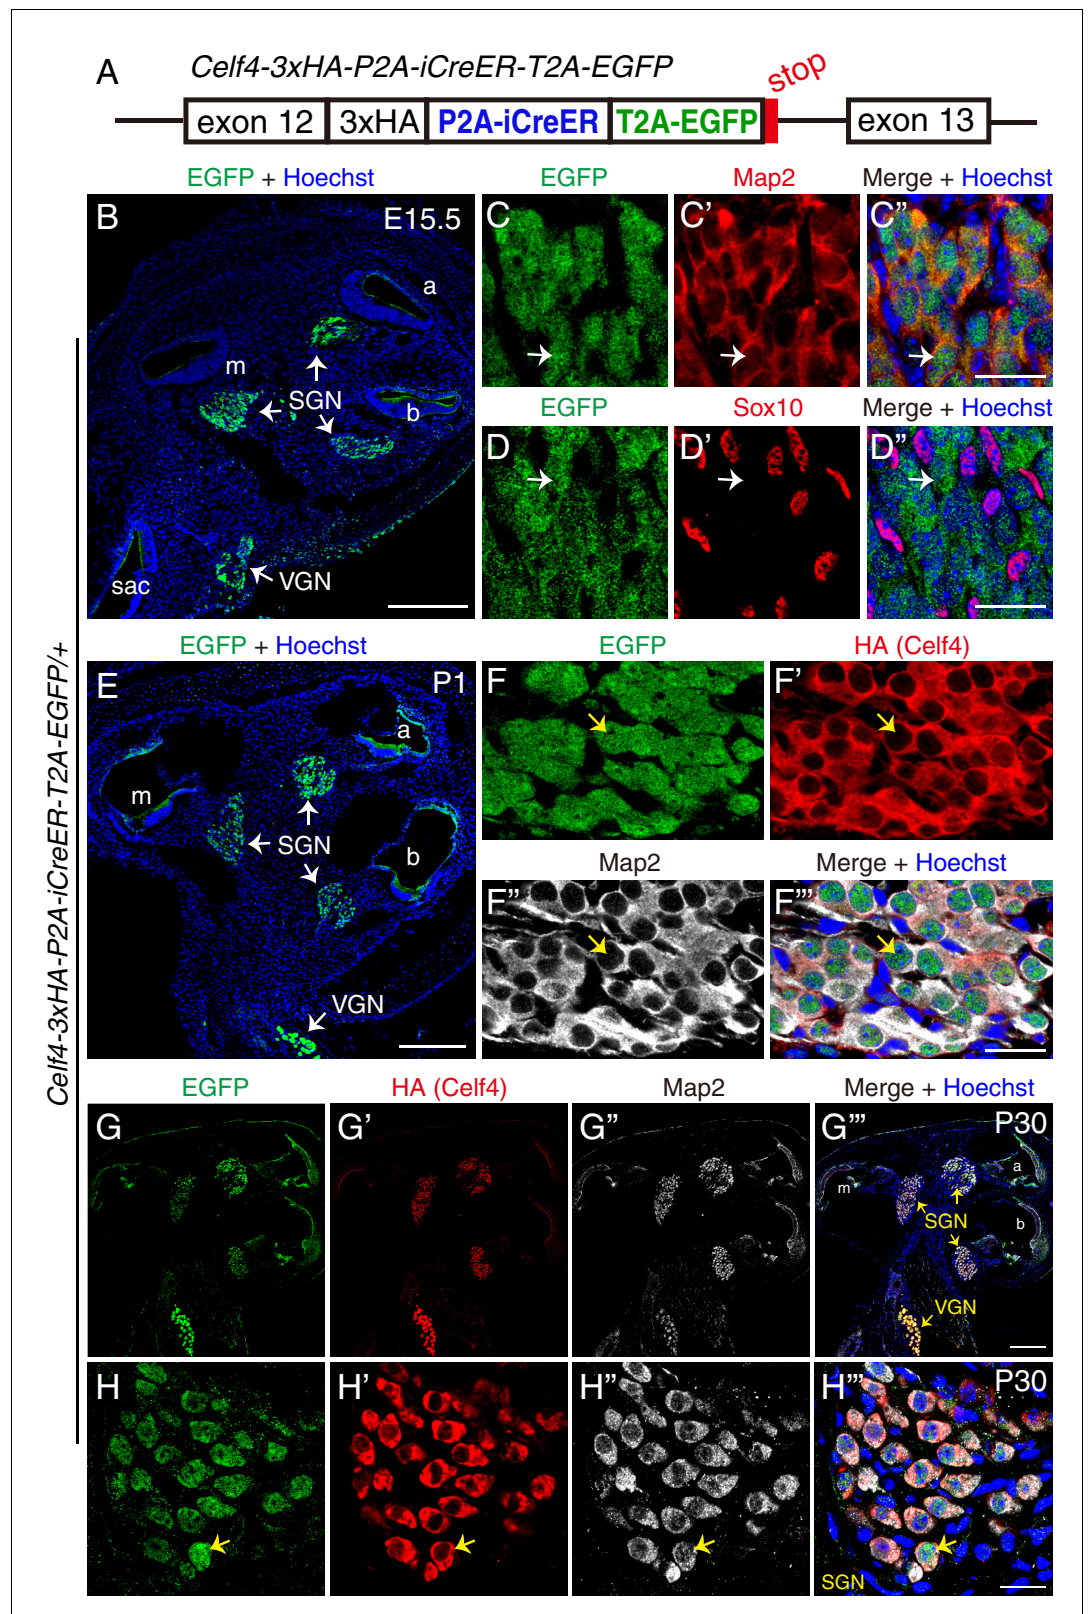 A
Celf4-3xHA-P2A-iCreER-T2A-EGFP
stop
exon 12 3xHA P2A-iCreER T2A-EGFP exon 13
Celf4-3xHA-P2A-iCreER-T2A-EGFP/+
EGFP + Hoechst
B E15.5
a
m
SGN
b
VGN
sac
EGFP Map2 Merge + Hoechst
C C’ C”
EGFP Sox10 Merge + Hoechst
D D’ D”
EGFP + Hoechst
E P1
a
m
SGN
b
VGN
EGFP HA (Celf4)
F F’
Map2 Merge + Hoechst
F” F”’
EGFP HA (Celf4) Map2 Merge + Hoechst
G G’ G” G”’ P30
a
m
SGN
b
VGN
H H’ H” H”’ P30
SGN